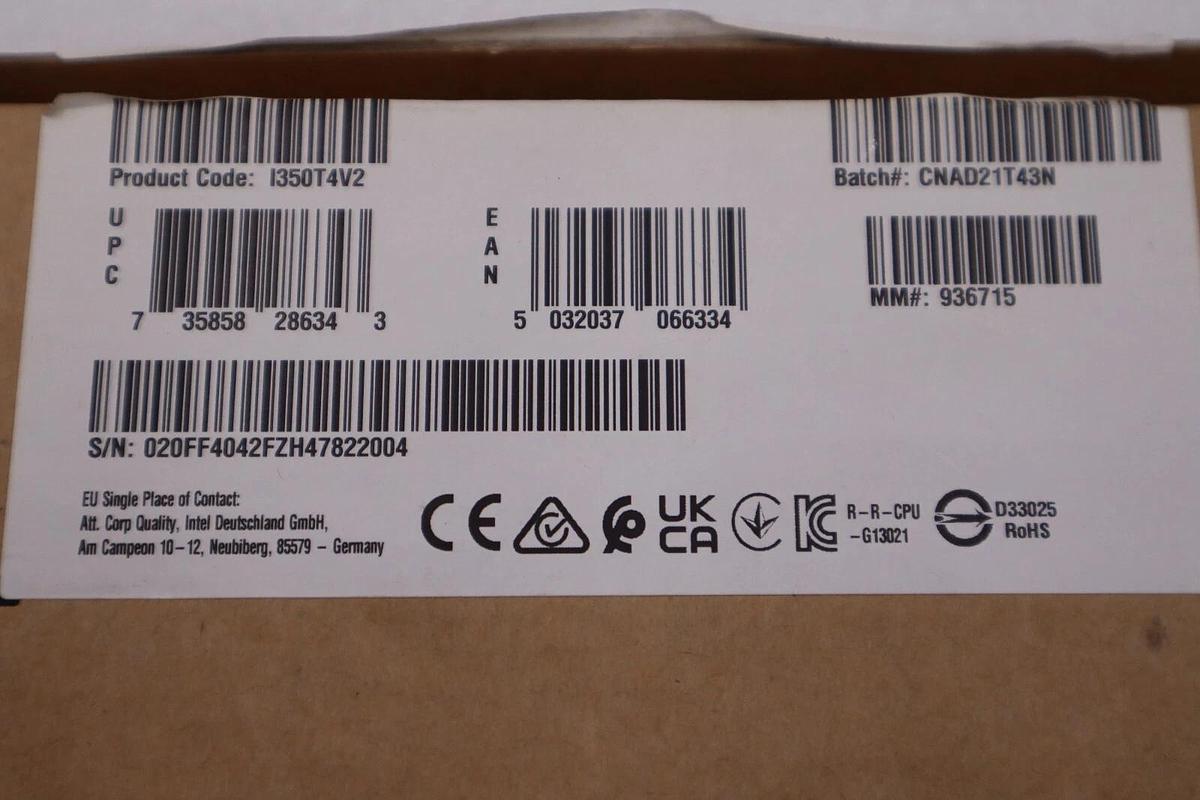 Product Code: I350T4V2
Batch#: CNAD21T43N
UPC
7 35858 28634 3
EAN
5 032037 066334
MM#: 936715
S/N: 020FF4042FZH47822004
EU Single Place of Contact:
Att. Corp Quality, Intel Deutschland GmbH,
Am Campeon 10-12, Neubiberg, 85579 - Germany
CE
UK
CA
R-R-CPU
-G13021
D33025
RoHS